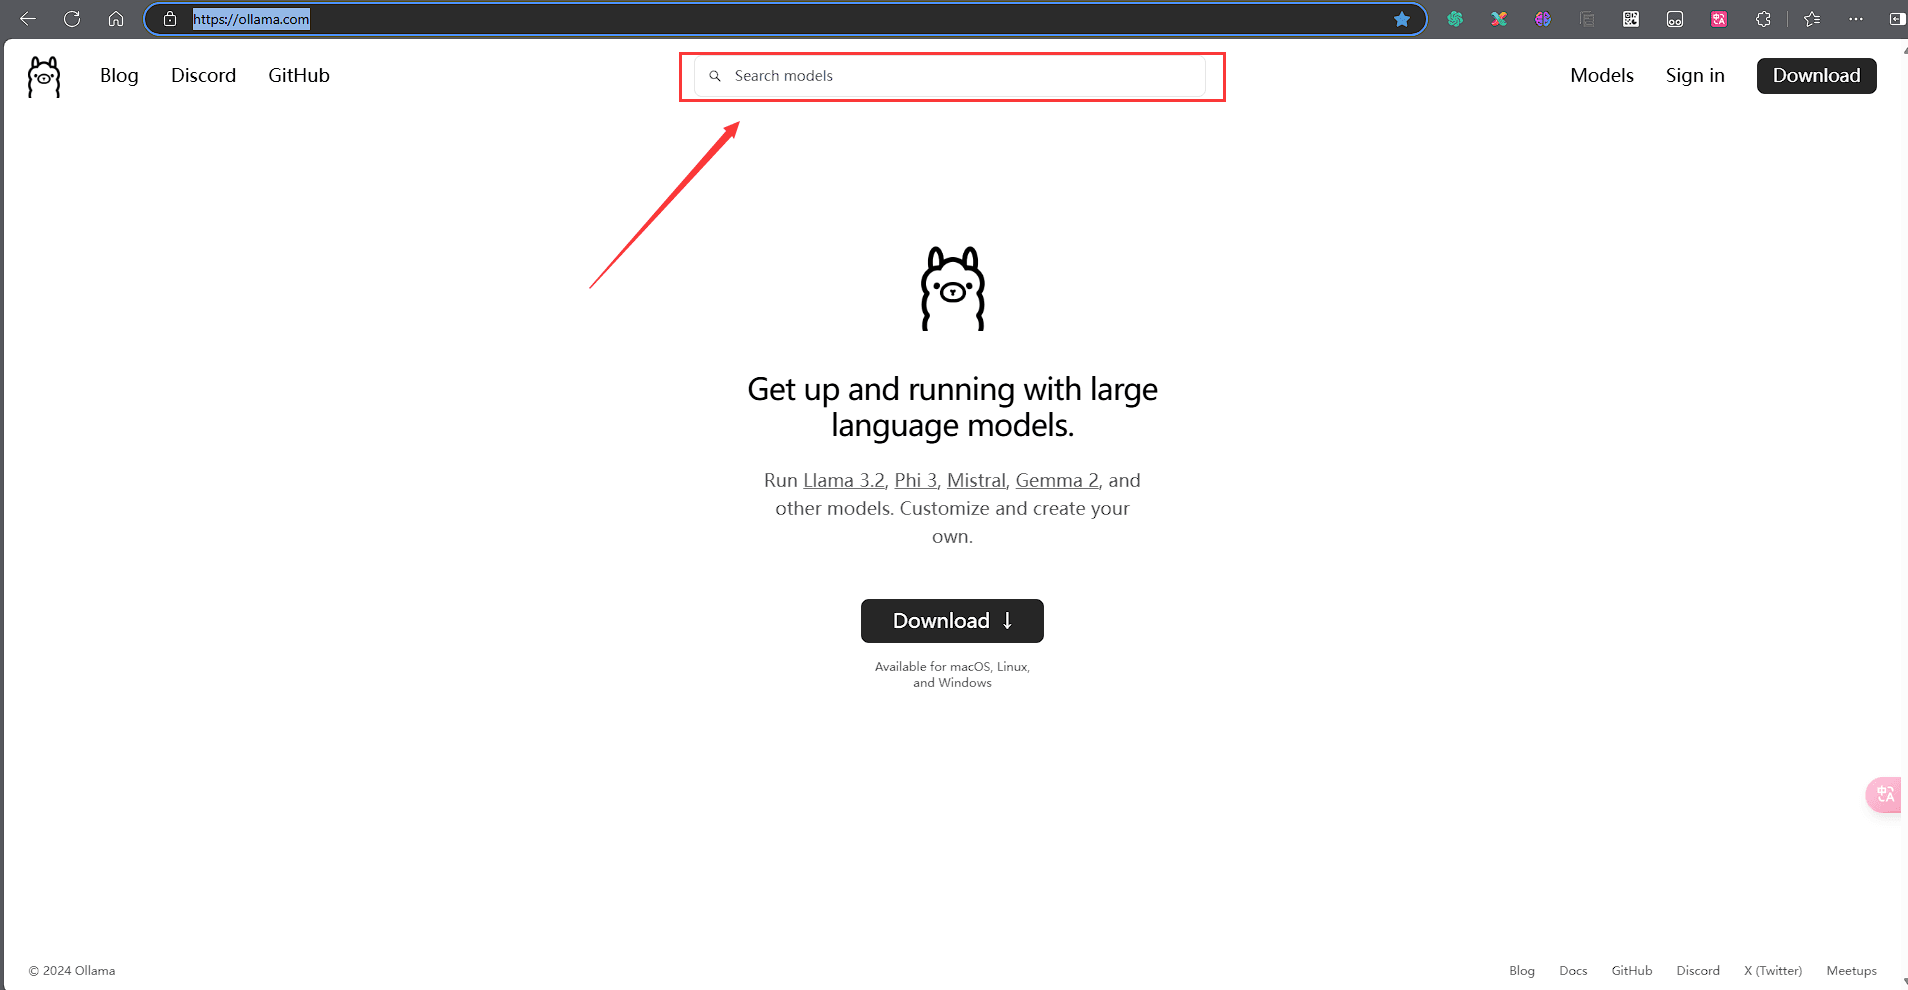 https://ollama.com
Blog Discord GitHub
Search models
Models Sign in Download
Get up and running with large
language models.
Run Llama 3.2, Phi 3, Mistral, Gemma 2, and
other models. Customize and create your
own.
Download ↓
Available for macOS, Linux,
and Windows
© 2024 Ollama
Blog Docs GitHub Discord X (Twitter) Meetups